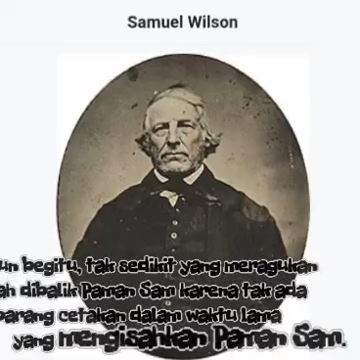 Samuel Wilson
un begitu, tak sedikit yang meragukan
ah dibalik Paman Sam karena tak ada
barang cetakan dalam waktu lama
yang mengisahkan Paman Sam.